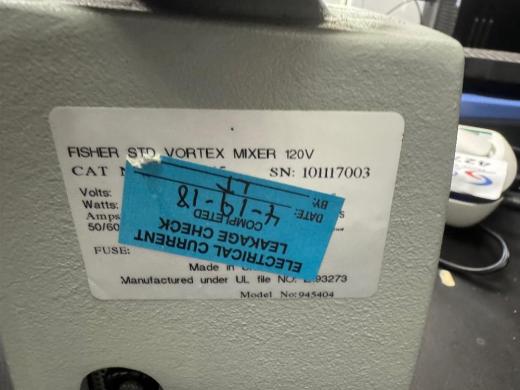 FISHER STD VORTEX MIXER 120V
CAT SN: 101117003
Volts:
Watts:
Amps
50/60
FUSE:
Made in
Manufactured under UL file NO. E93273
Model No:945404
ELECTRICAL CURRENT
LEAKAGE CHECK
COMPLETED
DATE: 4-19-18
BY: